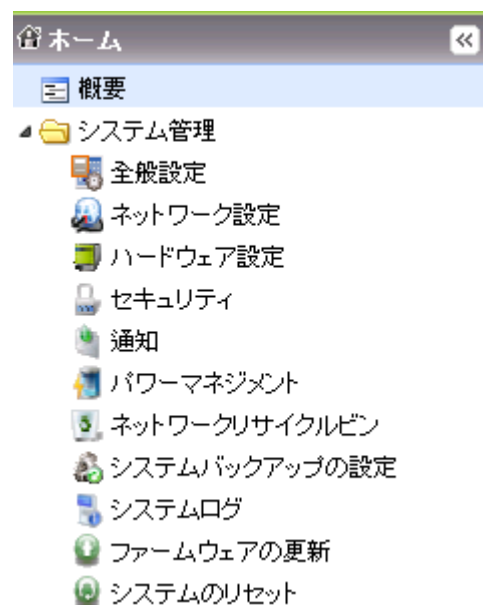 ホーム
概要
システム管理
全般設定
ネットワーク設定
ハードウェア設定
セキュリティ
通知
パワーマネジメント
ネットワークリサイクルビン
システムバックアップの設定
システムログ
ファームウェアの更新
システムのリセット